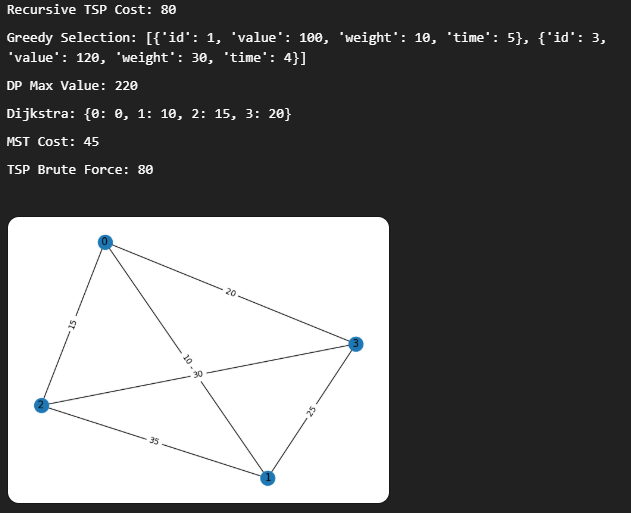 Recursive TSP Cost: 80
Greedy Selection: [{'id': 1, 'value': 100, 'weight': 10, 'time': 5}, {'id': 3,
'value': 120, 'weight': 30, 'time': 4}]
DP Max Value: 220
Dijkstra: {0: 0, 1: 10, 2: 15, 3: 20}
MST Cost: 45
TSP Brute Force: 80
0
20
15
3
10
30
2
25
35
1